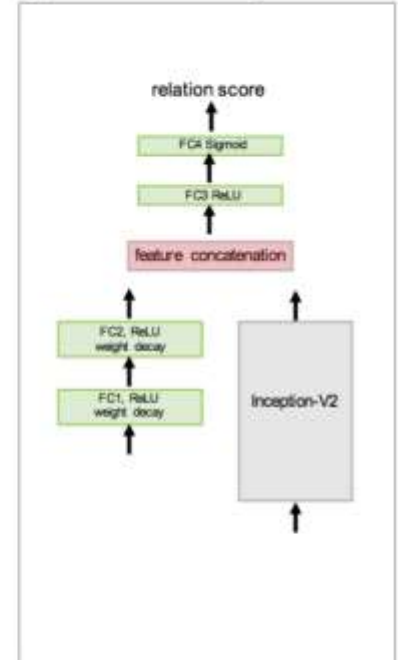 relation score
FC4 Sigmoid
FC3 ReLU
feature concatenation
FC2, ReLU
weight decay
FC1, ReLU
weight decay
Inception-V2